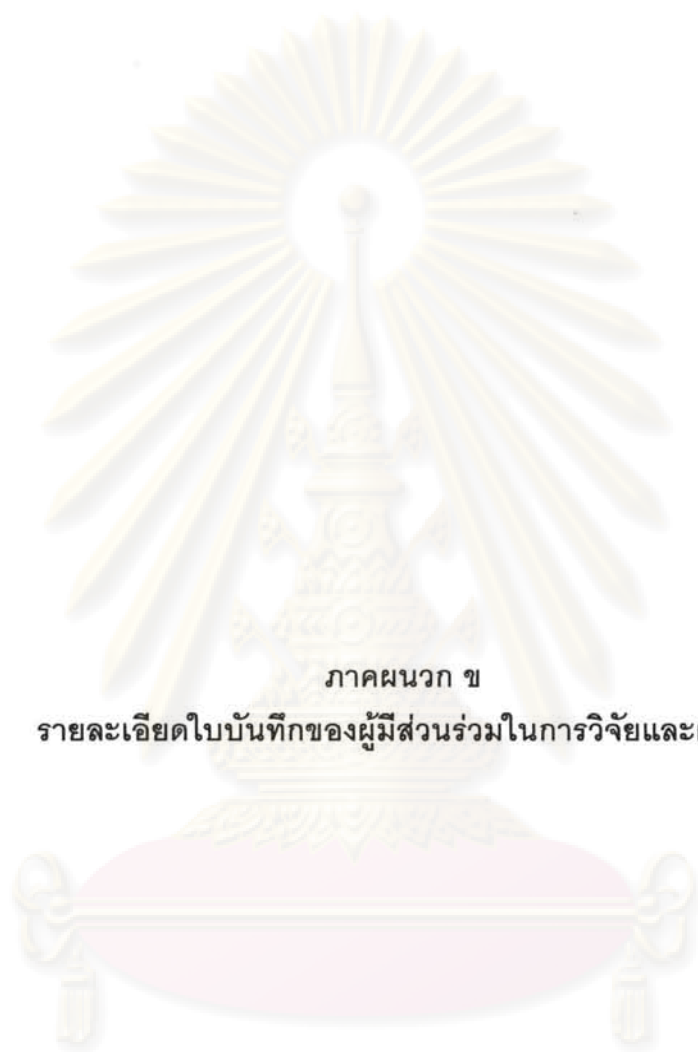 ภาคผนวก ข
รายละเอียดใบบันทึกของผู้มีส่วนร่วมในการวิจัยและ